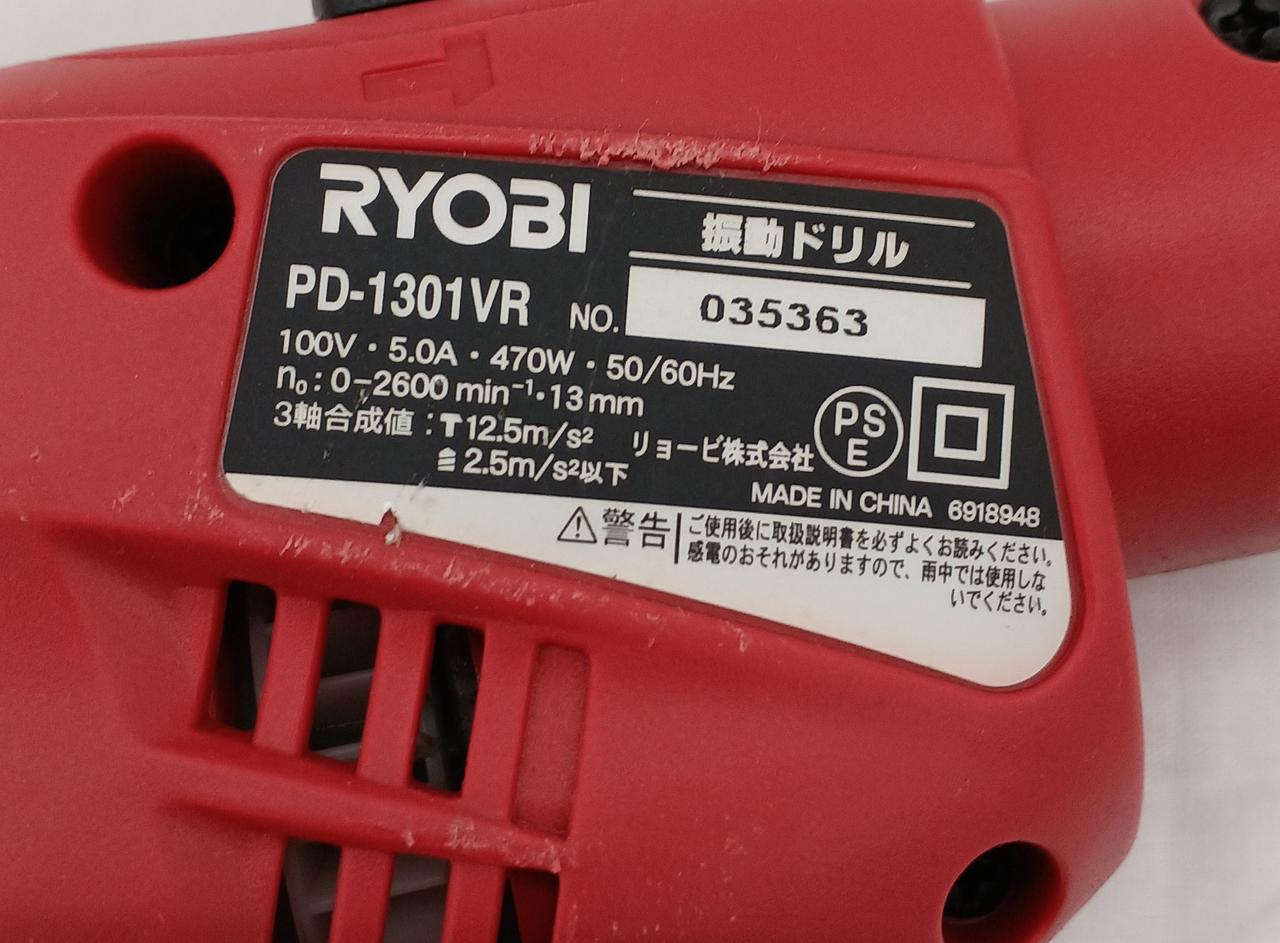 RYOBI
振動ドリル
PD-1301VR NO. 035363
100V・5.0A・470W・50/60Hz
n₀:0-2600 min⁻¹・13mm
3軸合成値: 12.5m/s²
2.5m/s²以下
リョービ株式会社
PS
E
MADE IN CHINA 6918948
警告
ご使用後に取扱説明書を必ずよくお読みください。
感電のおそれがありますので、雨中では使用しな
いでください。